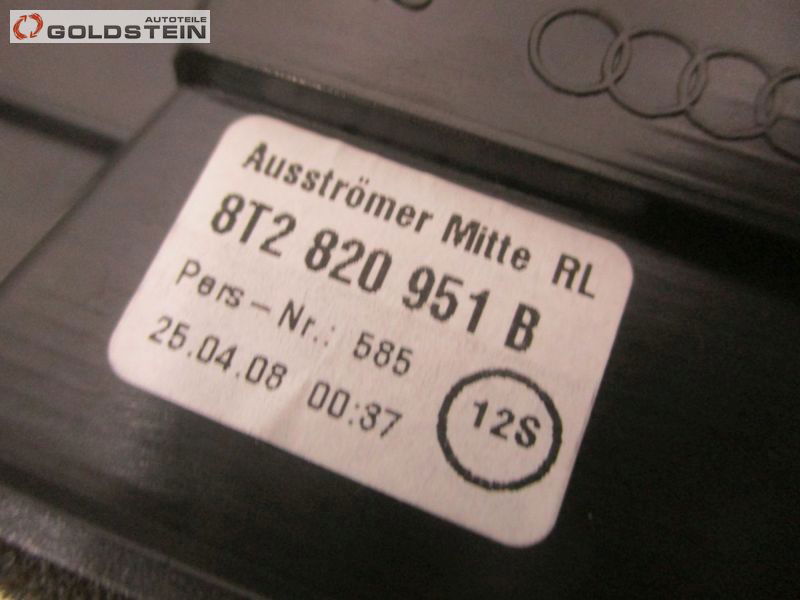 AUTOTEILE
GOLDSTEIN
Ausströmer Mitte RL
8T2 820 951 B
Pers-Nr.: 585
25.04.08 00:37
12S